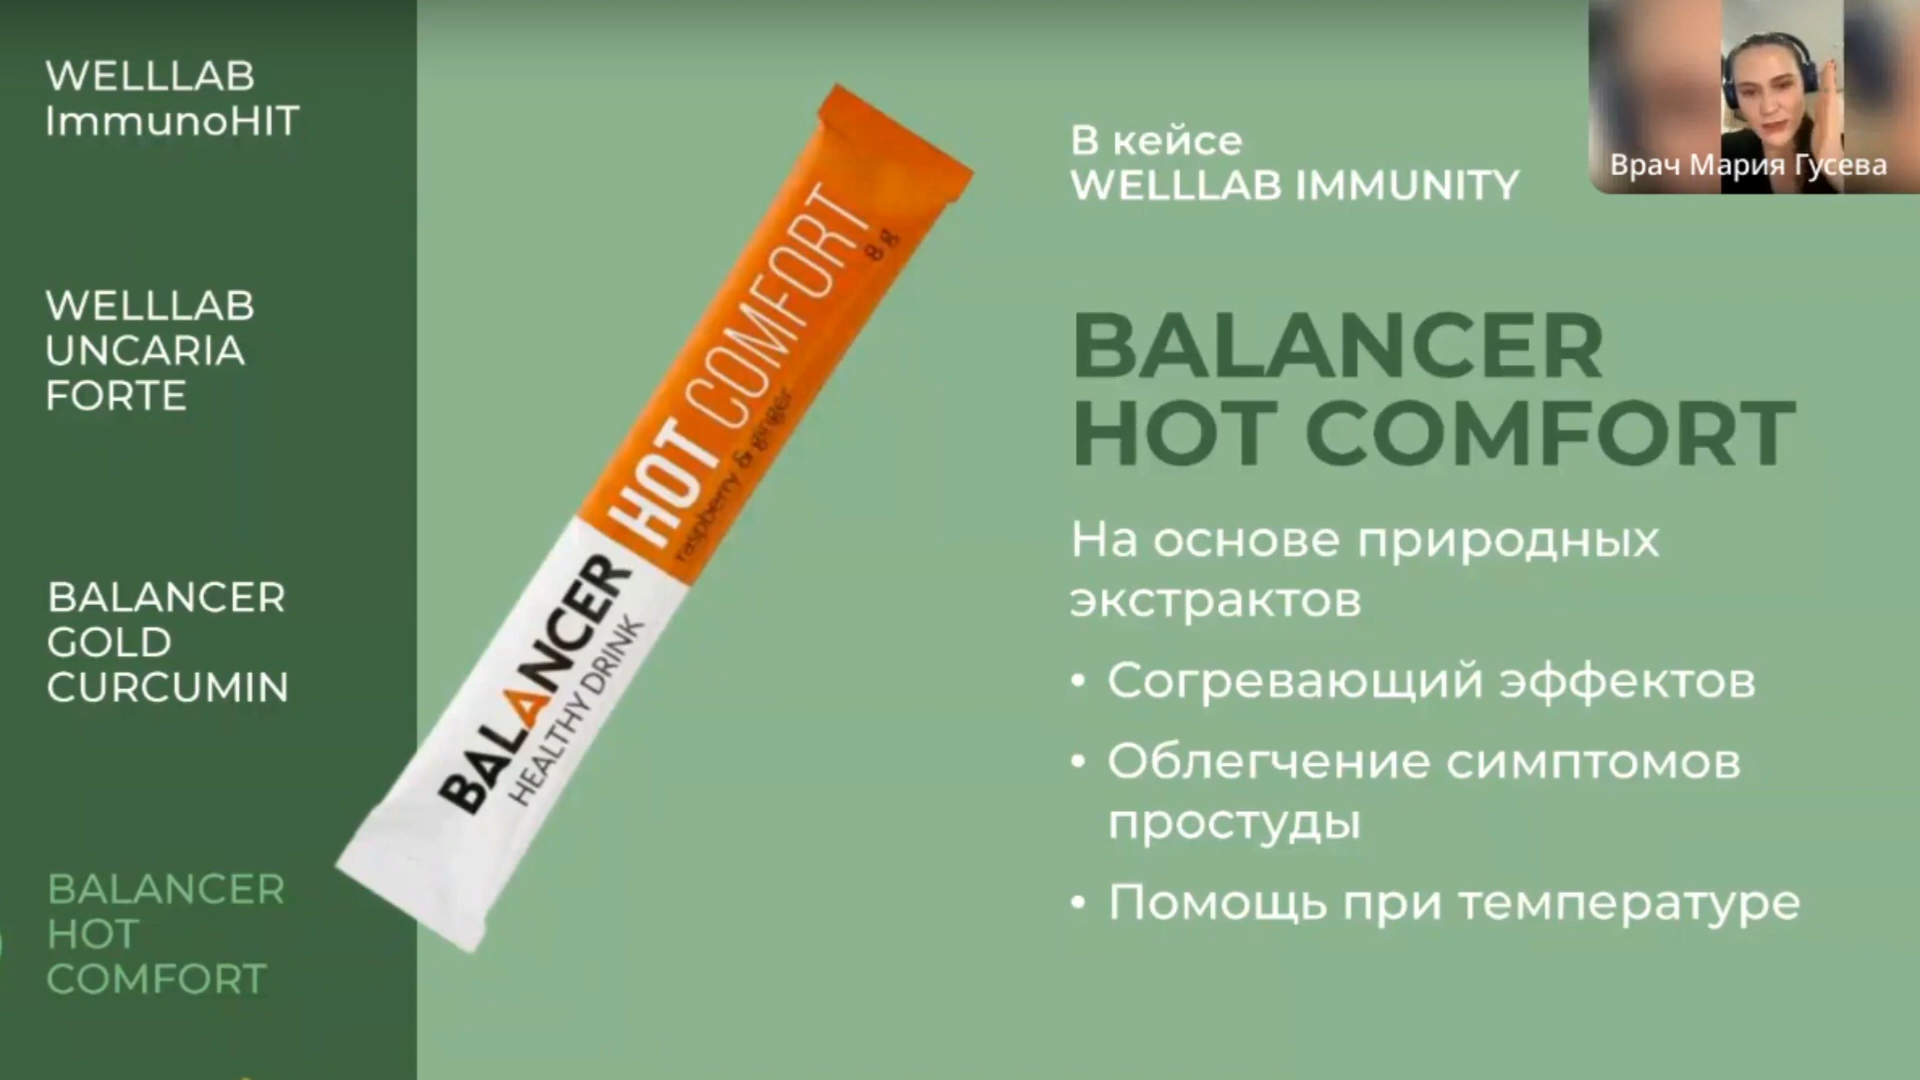 WELLLAB
ImmunoHIT
WELLLAB
UNCARIA
FORTE
BALANCER
GOLD
CURCUMIN
BALANCER
HOT
COMFORT
BALANCER
HEALTHY DRINK
HOT COMFORT
raspberry & ginger
8 g
В кейсе
WELLLAB IMMUNITY
BALANCER
HOT COMFORT
На основе природных
экстрактов
• Согревающий эффектов
• Облегчение симптомов
простуды
• Помощь при температуре
Врач Мария Гусева